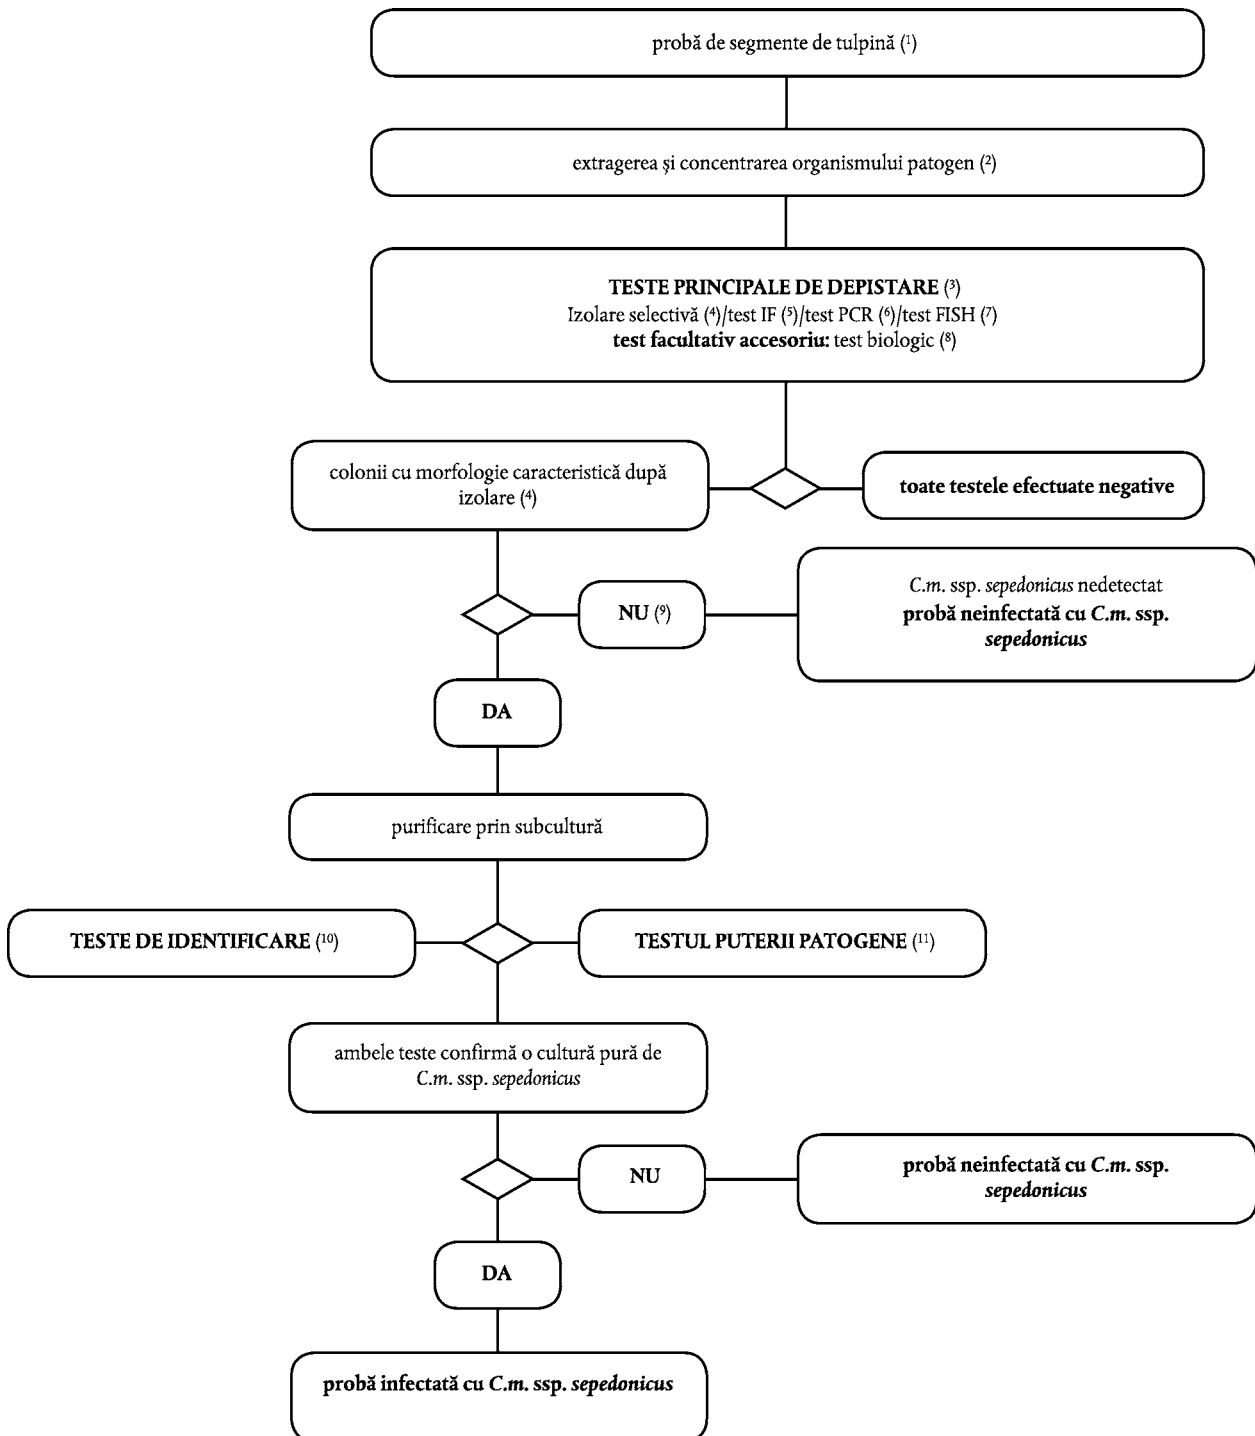 probă de segmente de tulpină (¹)
extragerea şi concentrarea organismului patogen (²)
TESTE PRINCIPALE DE DEPISTARE (³)
Izolare selectivă (⁴)/test IF (⁵)/test PCR (⁶)/test FISH (⁷)
test facultativ accesoriu: test biologic (⁸)
colonii cu morfologie caracteristică după
izolare (⁴)
toate testele efectuate negative
NU (⁹)
C.m. ssp. sepedonicus nedetectat
probă neinfectată cu C.m. ssp.
sepedonicus
DA
purificare prin subcultură
TESTE DE IDENTIFICARE (¹⁰)
TESTUL PUTERII PATOGENE (¹¹)
ambele teste confirmă o cultură pură de
C.m. ssp. sepedonicus
NU
probă neinfectată cu C.m. ssp.
sepedonicus
DA
probă infectată cu C.m. ssp. sepedonicus